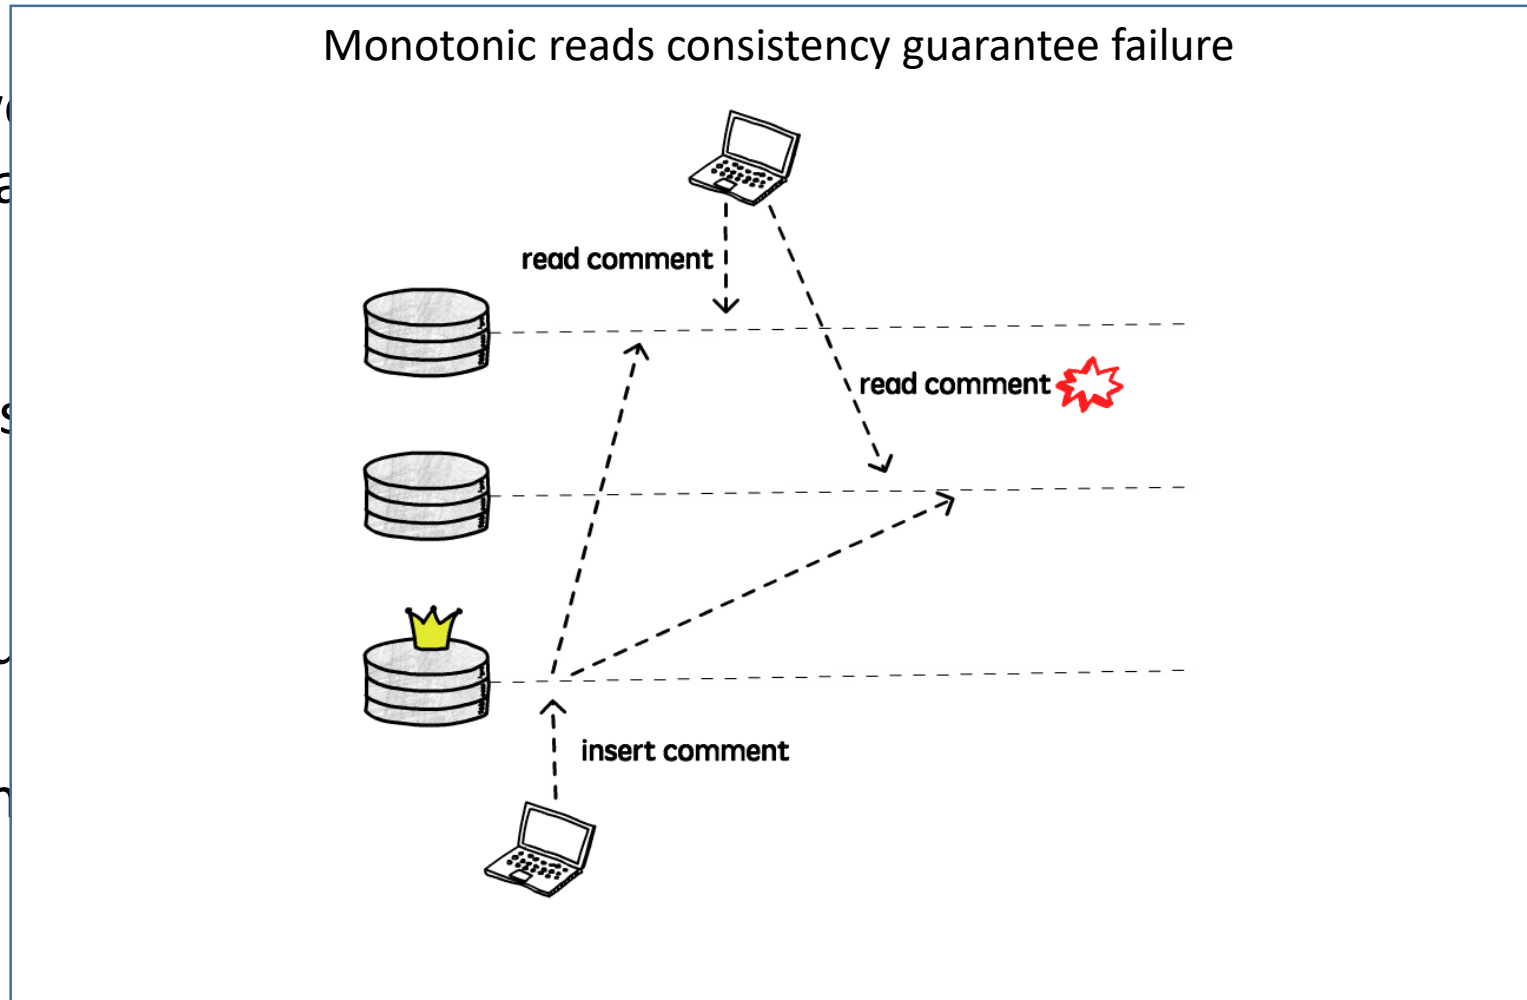 Monotonic reads consistency guarantee failure
read comment
read comment
insert comment